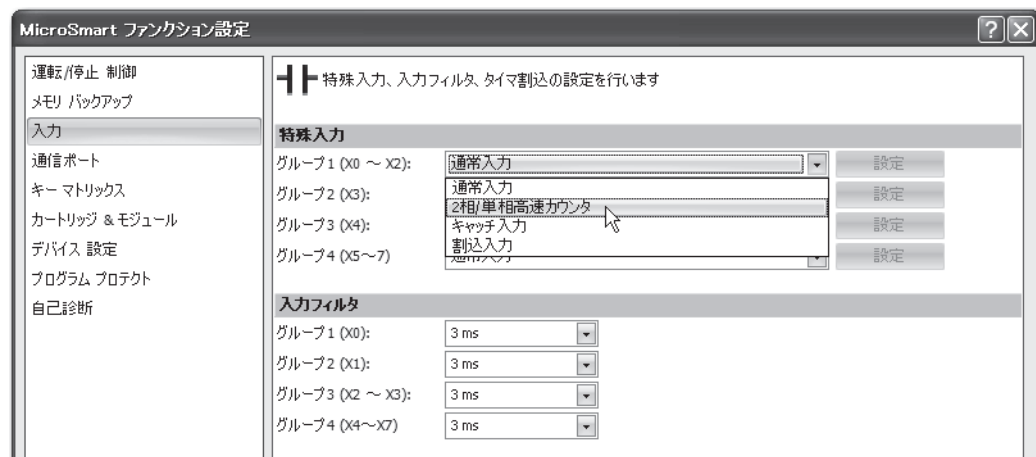 MicroSmart ファンクション設定
運転/停止 制御
メモリ バックアップ
入力
通信ポート
キー マトリックス
カートリッジ & モジュール
デバイス 設定
プログラム プロテクト
自己診断
特殊入力、入力フィルタ、タイマ割込の設定を行います
特殊入力
グループ1 (X0 ～ X2): 通常入力 設定
通常入力
グループ2 (X3): 設定
2相/単相高速カウンタ
グループ3 (X4): 設定
キャッチ入力
割込入力
グループ4 (X5～7) 通常入力 設定
入力フィルタ
グループ1 (X0): 3 ms
グループ2 (X1): 3 ms
グループ3 (X2 ～ X3): 3 ms
グループ4 (X4～X7) 3 ms